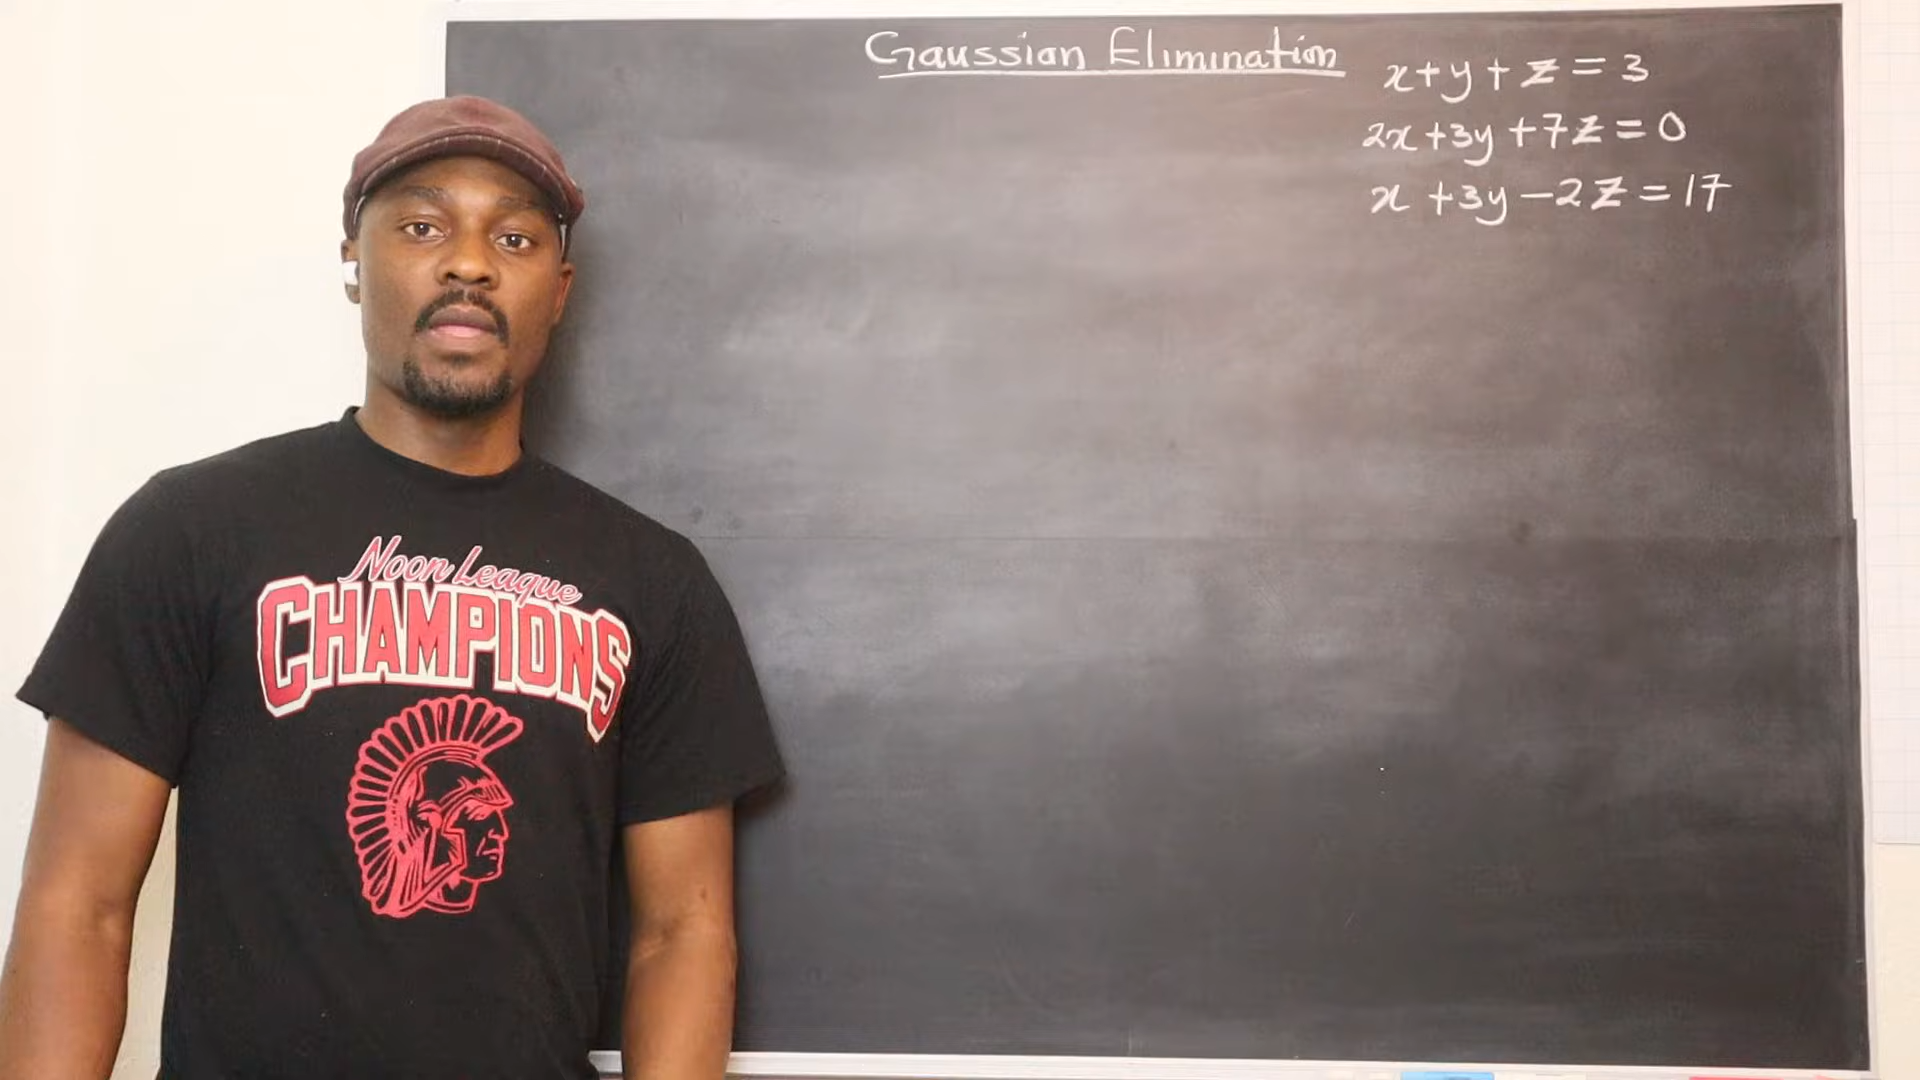 Gaussian Elimination
x+y+z=3
2x+3y+7z=0
x+3y-2z=17
Noon League
CHAMPIONS